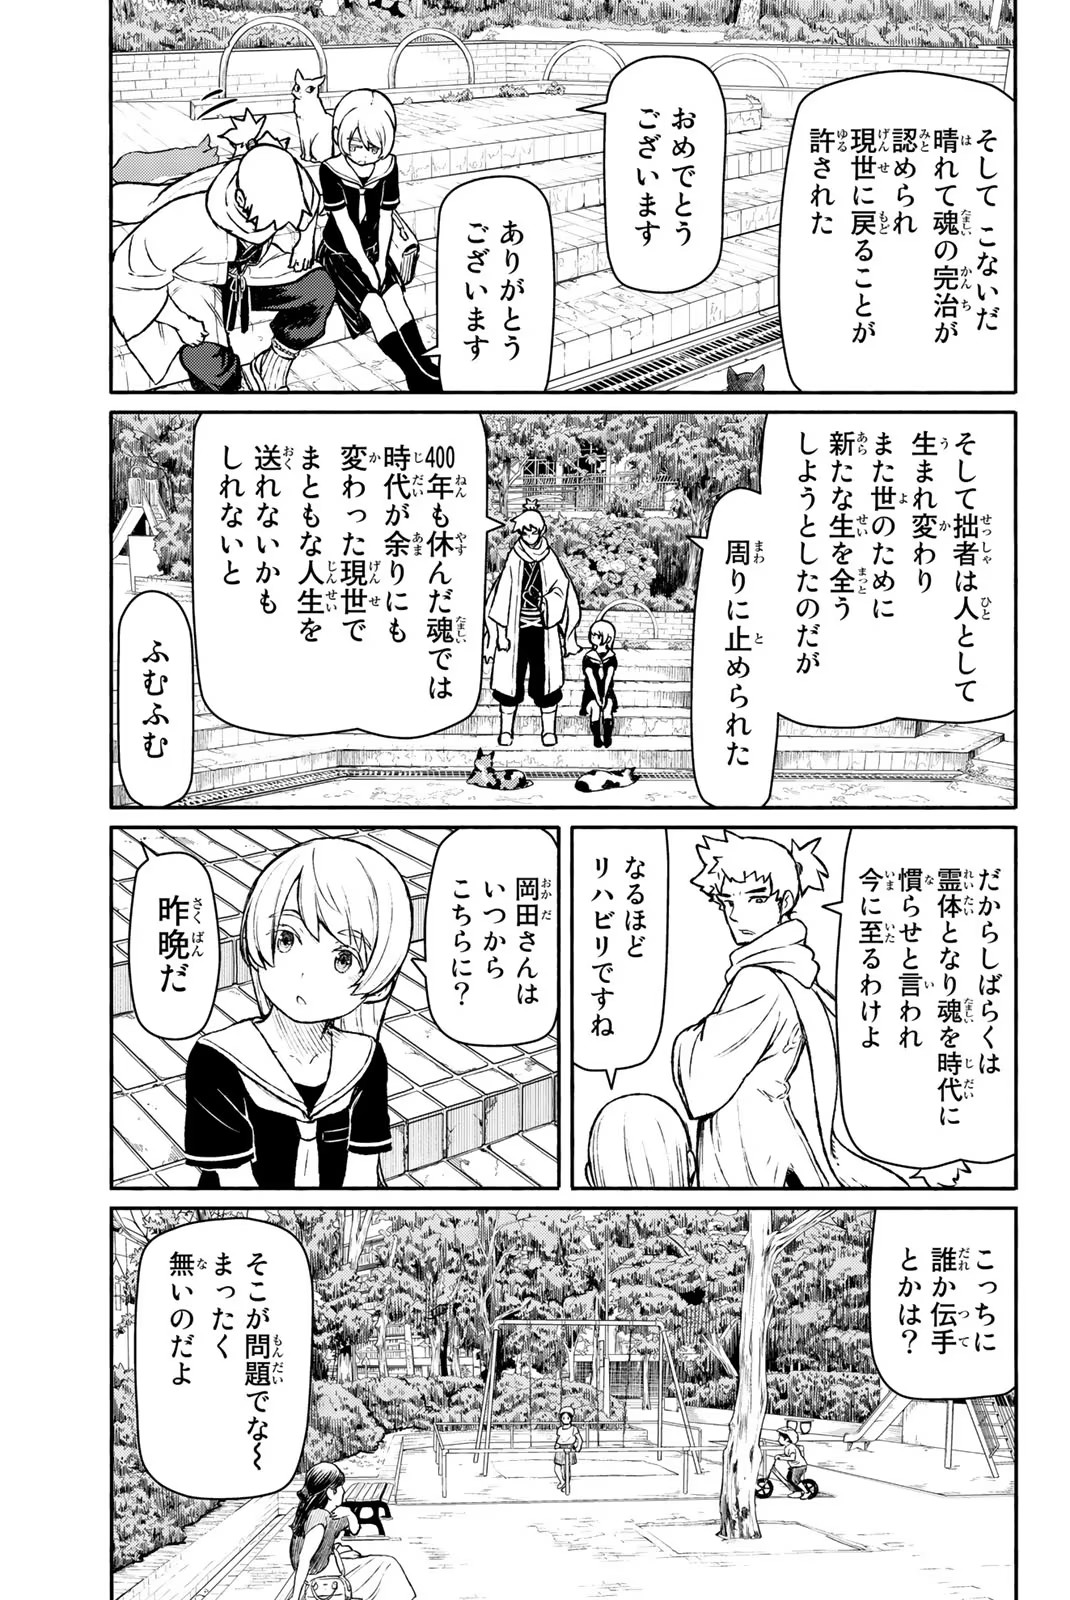 そして こないだ
晴れて魂の完治が
認められ
現世に戻ることが
許された
おめでとう
ございます
ありがとう
ございます
そして拙者は人として
生まれ変わり
また世のために
新たな生を全う
しようとしたのだが
周りに止められた
400年も休んだ魂では
時代が余りにも
変わった現世で
まともな人生を
送れないかも
しれないと
ふむふむ
だからしばらくは
霊体となり魂を時代に
慣らせと言われ
今に至るわけよ
なるほど
リハビリですね
岡田さんは
いつから
こちらに？
昨晩だ
こっちに
誰か伝手
とかは？
そこが問題でな〜
まったく
無いのだよ